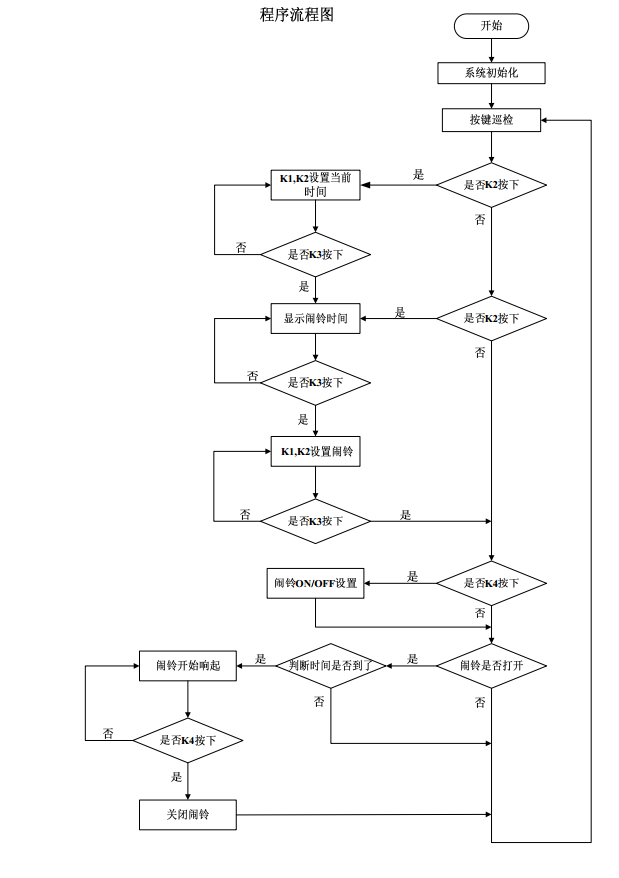 程序流程图
开始
系统初始化
按键巡检
是否K2按下
是
否
K1,K2设置当前
时间
是否K3按下
否
是
是否K2按下
是
否
显示闹铃时间
是否K3按下
否
是
K1,K2设置闹铃
是否K3按下
否
是
是否K4按下
是
否
闹铃ON/OFF设置
闹铃是否打开
是
否
判断时间是否到了
是
否
闹铃开始响起
是否K4按下
否
是
关闭闹铃